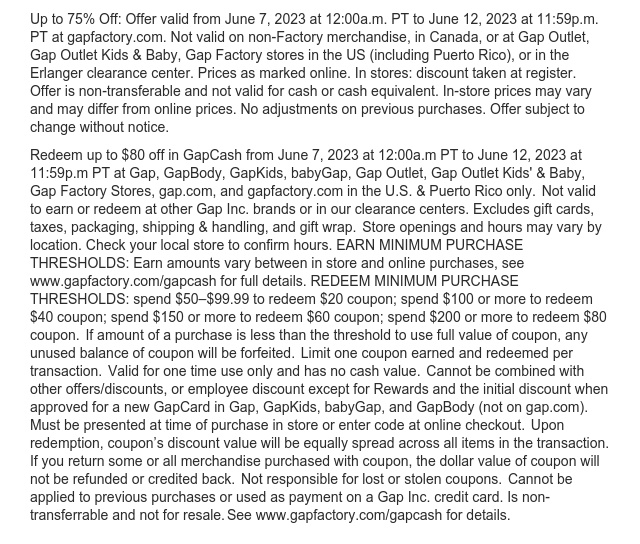 Up to 75% Off: Offer valid from June 7, 2023 at 12:00a.m. PT to June 12, 2023 at 11:59p.m.
PT at gapfactory.com. Not valid on non-Factory merchandise, in Canada, or at Gap Outlet,
Gap Outlet Kids & Baby, Gap Factory stores in the US (including Puerto Rico), or in the
Erlanger clearance center. Prices as marked online. In stores: discount taken at register.
Offer is non-transferable and not valid for cash or cash equivalent. In-store prices may vary
and may differ from online prices. No adjustments on previous purchases. Offer subject to
change without notice.
Redeem up to $80 off in GapCash from June 7, 2023 at 12:00a.m PT to June 12, 2023 at
11:59p.m PT at Gap, GapBody, GapKids, babyGap, Gap Outlet, Gap Outlet Kids' & Baby,
Gap Factory Stores, gap.com, and gapfactory.com in the U.S. & Puerto Rico only. Not valid
to earn or redeem at other Gap Inc. brands or in our clearance centers. Excludes gift cards,
taxes, packaging, shipping & handling, and gift wrap. Store openings and hours may vary by
location. Check your local store to confirm hours. EARN MINIMUM PURCHASE
THRESHOLDS: Earn amounts vary between in store and online purchases, see
www.gapfactory.com/gapcash for full details. REDEEM MINIMUM PURCHASE
THRESHOLDS: spend $50–$99.99 to redeem $20 coupon; spend $100 or more to redeem
$40 coupon; spend $150 or more to redeem $60 coupon; spend $200 or more to redeem $80
coupon. If amount of a purchase is less than the threshold to use full value of coupon, any
unused balance of coupon will be forfeited. Limit one coupon earned and redeemed per
transaction. Valid for one time use only and has no cash value. Cannot be combined with
other offers/discounts, or employee discount except for Rewards and the initial discount when
approved for a new GapCard in Gap, GapKids, babyGap, and GapBody (not on gap.com).
Must be presented at time of purchase in store or enter code at online checkout. Upon
redemption, coupon’s discount value will be equally spread across all items in the transaction.
If you return some or all merchandise purchased with coupon, the dollar value of coupon will
not be refunded or credited back. Not responsible for lost or stolen coupons. Cannot be
applied to previous purchases or used as payment on a Gap Inc. credit card. Is non-
transferrable and not for resale. See www.gapfactory.com/gapcash for details.